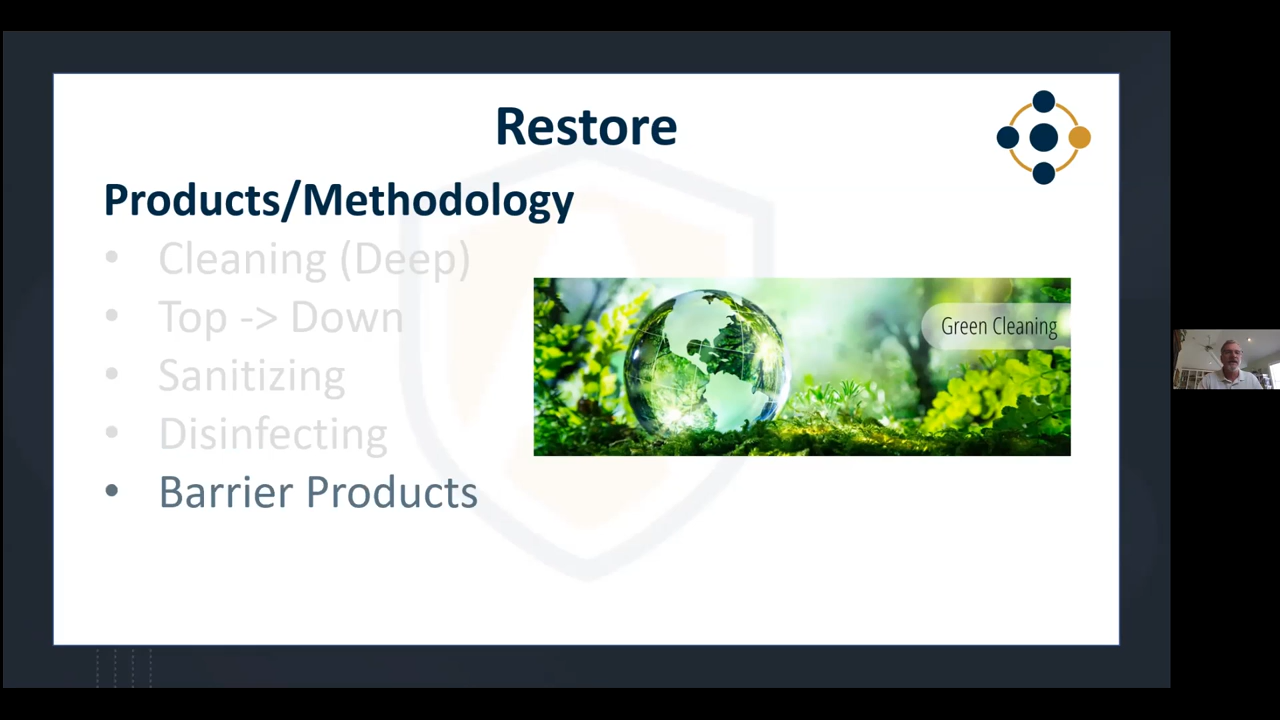 Restore
Products/Methodology
• Cleaning (Deep)
• Top -> Down
• Sanitizing
• Disinfecting
• Barrier Products
Green Cleaning